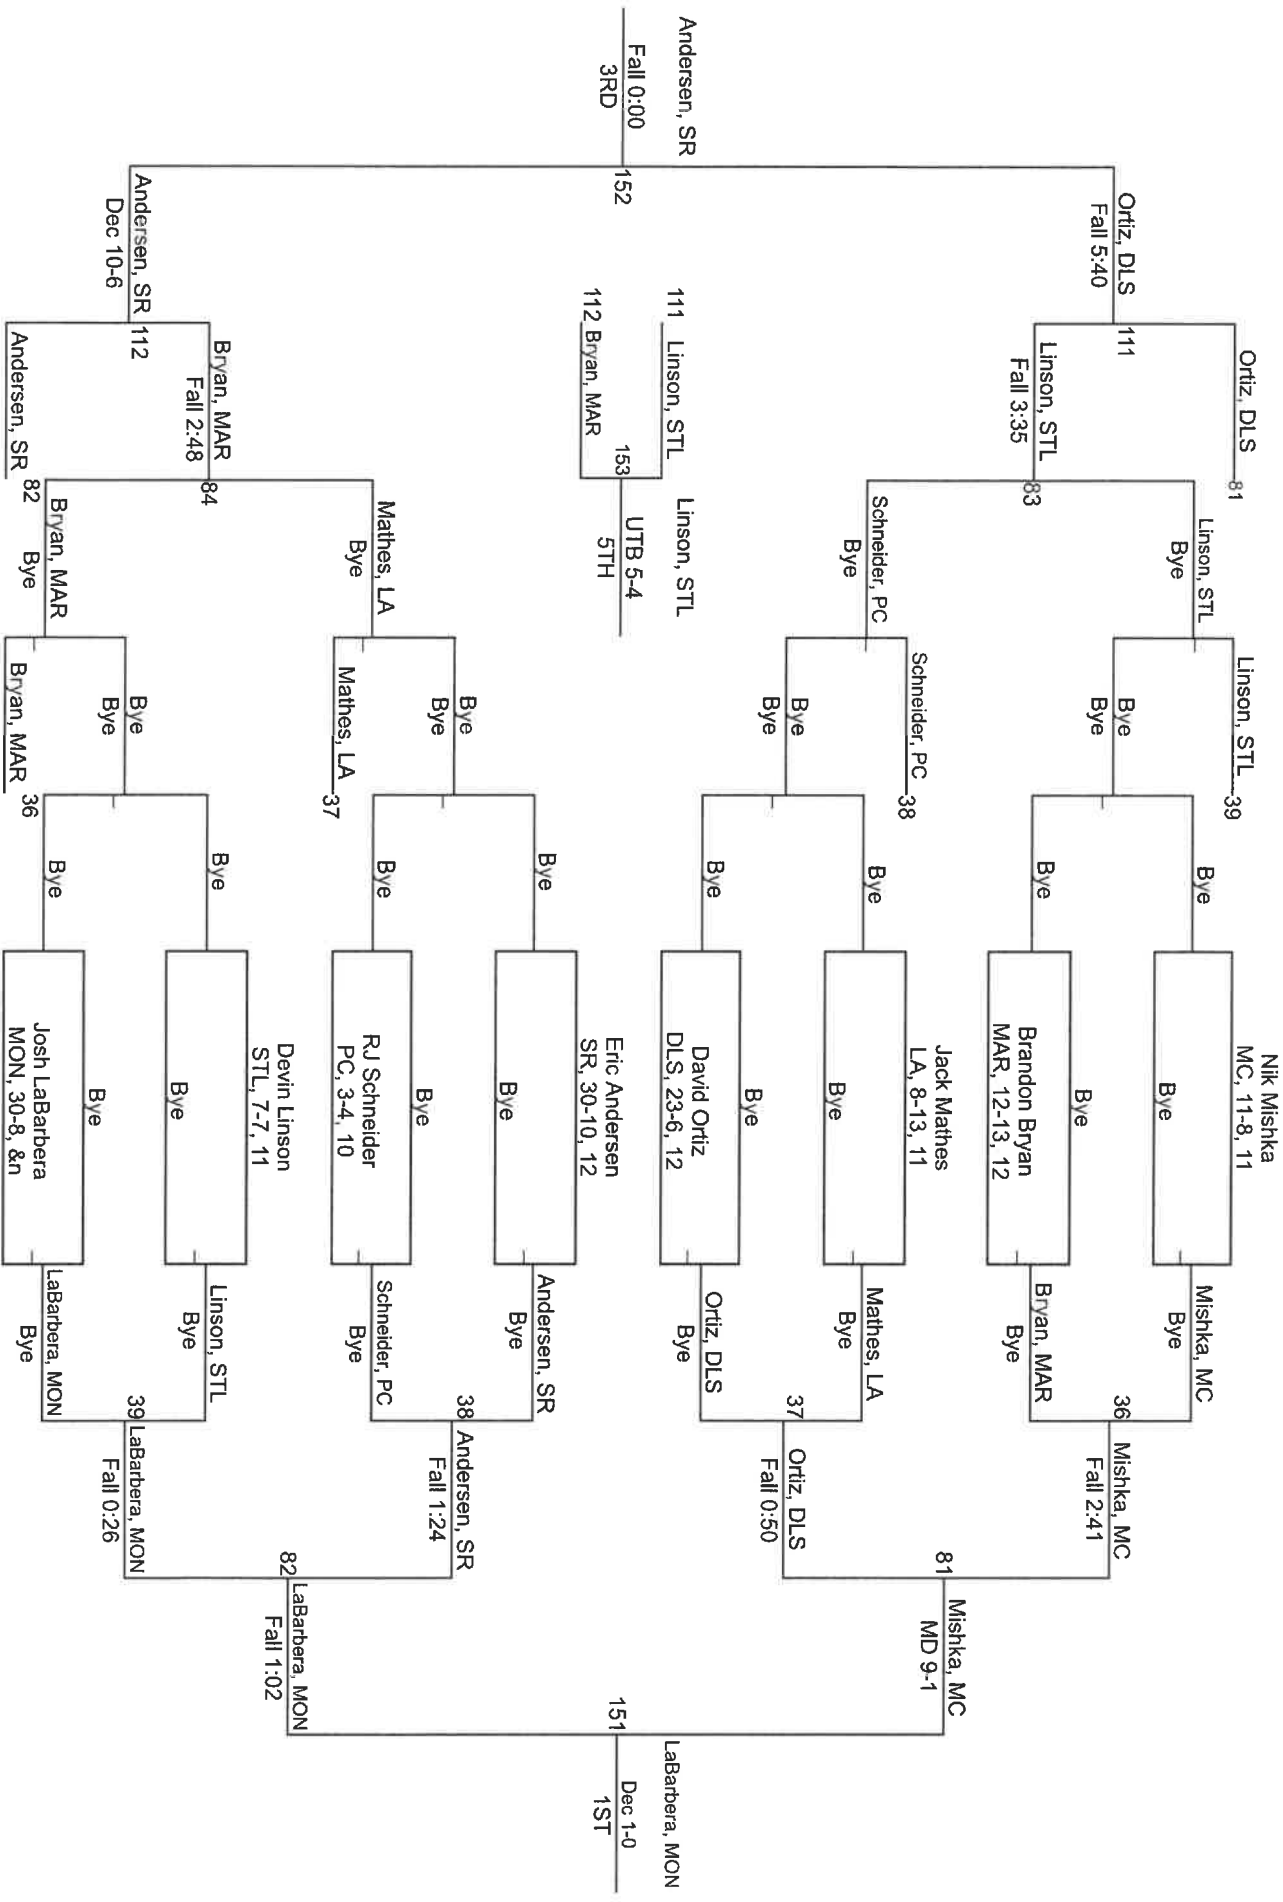 Andersen, SR
Fall 0:00
3RD
152
Ortiz, DLS
Fall 5:40
Andersen, SR
Dec 10-6
111
112
Ortiz, DLS
81
Linson, STL
Fall 3:35
111 Linson, STL
112 Bryan, MAR
153
Linson, STL
UTB 5-4
5TH
Bryan, MAR
Fall 2:48
Andersen, SR
82
83
84
Linson, STL
Bye
Schneider, PC
Bye
Mathes, LA
Bye
Bryan, MAR
Bye
Linson, STL
39
Bye
Bye
Schneider, PC
38
Bye
Bye
Bye
Bye
Mathes, LA
37
Bye
Bye
Bryan, MAR
36
Bye
Bye
Bye
Bye
Bye
Bye
Bye
Bye
Nik Mishka
MC, 11-8, 11
Bye
Bye
Brandon Bryan
MAR, 12-13, 12
Jack Mathes
LA, 8-13, 11
Bye
Bye
David Ortiz
DLS, 23-6, 12
Eric Andersen
SR, 30-10, 12
Bye
Bye
RJ Schneider
PC, 3-4, 10
Devin Linson
STL, 7-7, 11
Bye
Bye
Josh LaBarbera
MON, 30-8, &n
Mishka, MC
Bye
Bryan, MAR
Bye
Mathes, LA
Bye
Ortiz, DLS
Bye
Andersen, SR
Bye
Schneider, PC
Bye
Linson, STL
Bye
LaBarbera, MON
Bye
36
Mishka, MC
Fall 2:41
37
Ortiz, DLS
Fall 0:50
38
Andersen, SR
Fall 1:24
39
LaBarbera, MON
Fall 0:26
81
Mishka, MC
MD 9-1
82
LaBarbera, MON
Fall 1:02
151
LaBarbera, MON
Dec 1-0
1ST